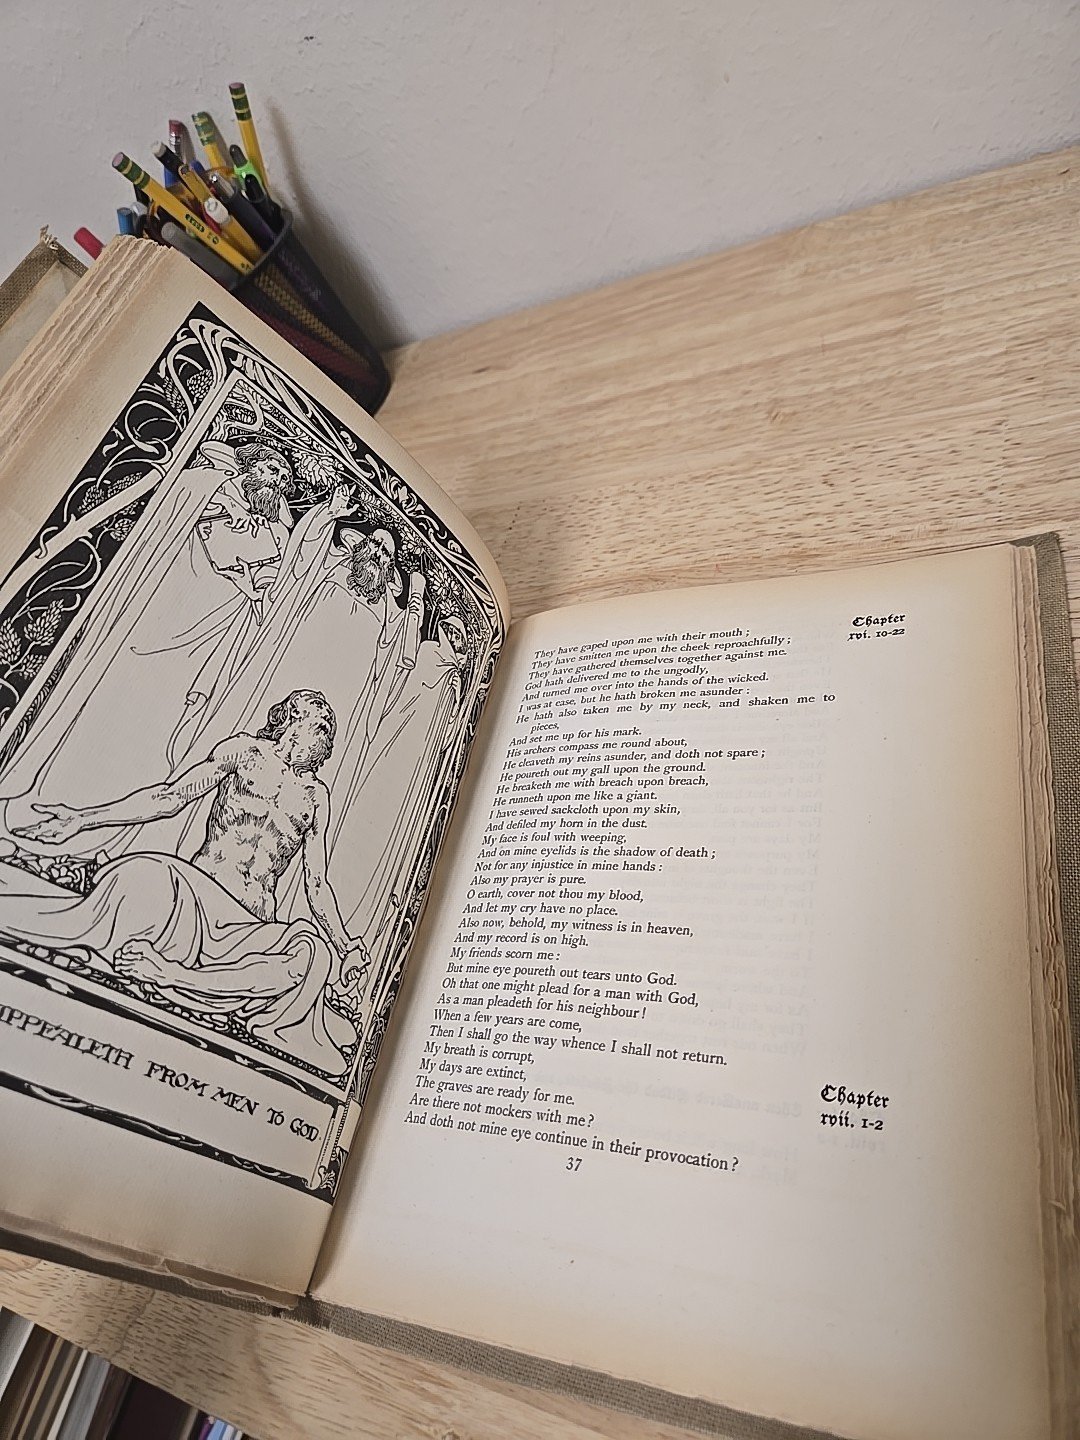 IPPEALETH FROM MEN TO GOD
Chapter
xvi. 10-22
They have gaped upon me with their mouth ;
They have smitten me upon the cheek reproachfully ;
They have gathered themselves together against me.
God hath delivered me to the ungodly,
And turned me over into the hands of the wicked.
I was at ease, but he hath broken me asunder :
He hath also taken me by my neck, and shaken me to
pieces,
And set me up for his mark.
His archers compass me round about,
He cleaveth my reins asunder, and doth not spare ;
He poureth out my gall upon the ground.
He breaketh me with breach upon breach,
He runneth upon me like a giant.
I have sewed sackcloth upon my skin,
And defiled my horn in the dust.
My face is foul with weeping,
And on mine eyelids is the shadow of death ;
Not for any injustice in mine hands :
Also my prayer is pure.
O earth, cover not thou my blood,
And let my cry have no place.
Also now, behold, my witness is in heaven,
And my record is on high.
My friends scorn me :
But mine eye poureth out tears unto God.
Oh that one might plead for a man with God,
As a man pleadeth for his neighbour !
When a few years are come,
Then I shall go the way whence I shall not return.
Chapter
xvii. 1-2
My breath is corrupt,
My days are extinct,
The graves are ready for me.
Are there not mockers with me ?
And doth not mine eye continue in their provocation ?
37